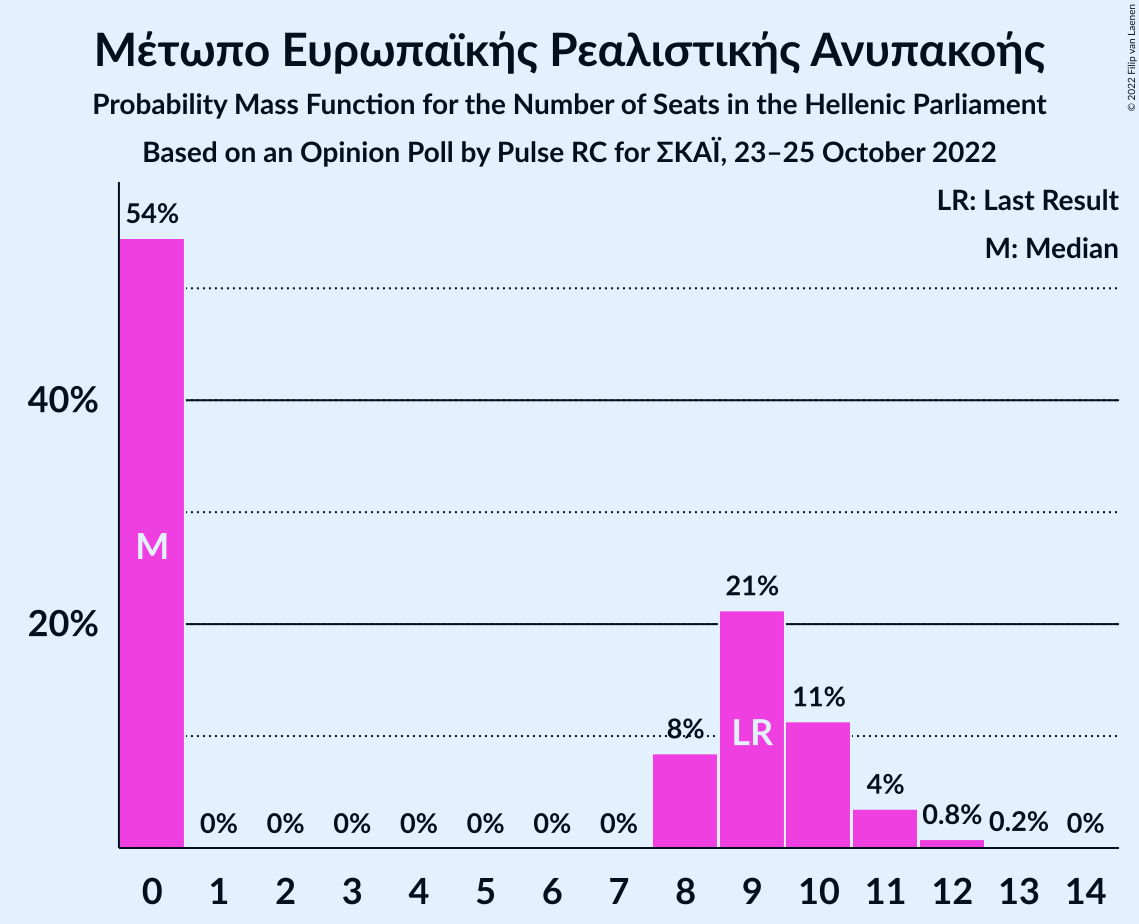 Μέτωπο Ευρωπαϊκής Ρεαλιστικής Ανυπακοής
Probability Mass Function for the Number of Seats in the Hellenic Parliament
Based on an Opinion Poll by Pulse RC for ΣΚΑΪ, 23–25 October 2022
© 2022 Filip van Laenen
LR: Last Result
M: Median
54%
40%
M
21%
20%
11%
8%
LR
4%
0% 0% 0% 0% 0% 0% 0% 0.8% 0.2% 0%
0 1 2 3 4 5 6 7 8 9 10 11 12 13 14